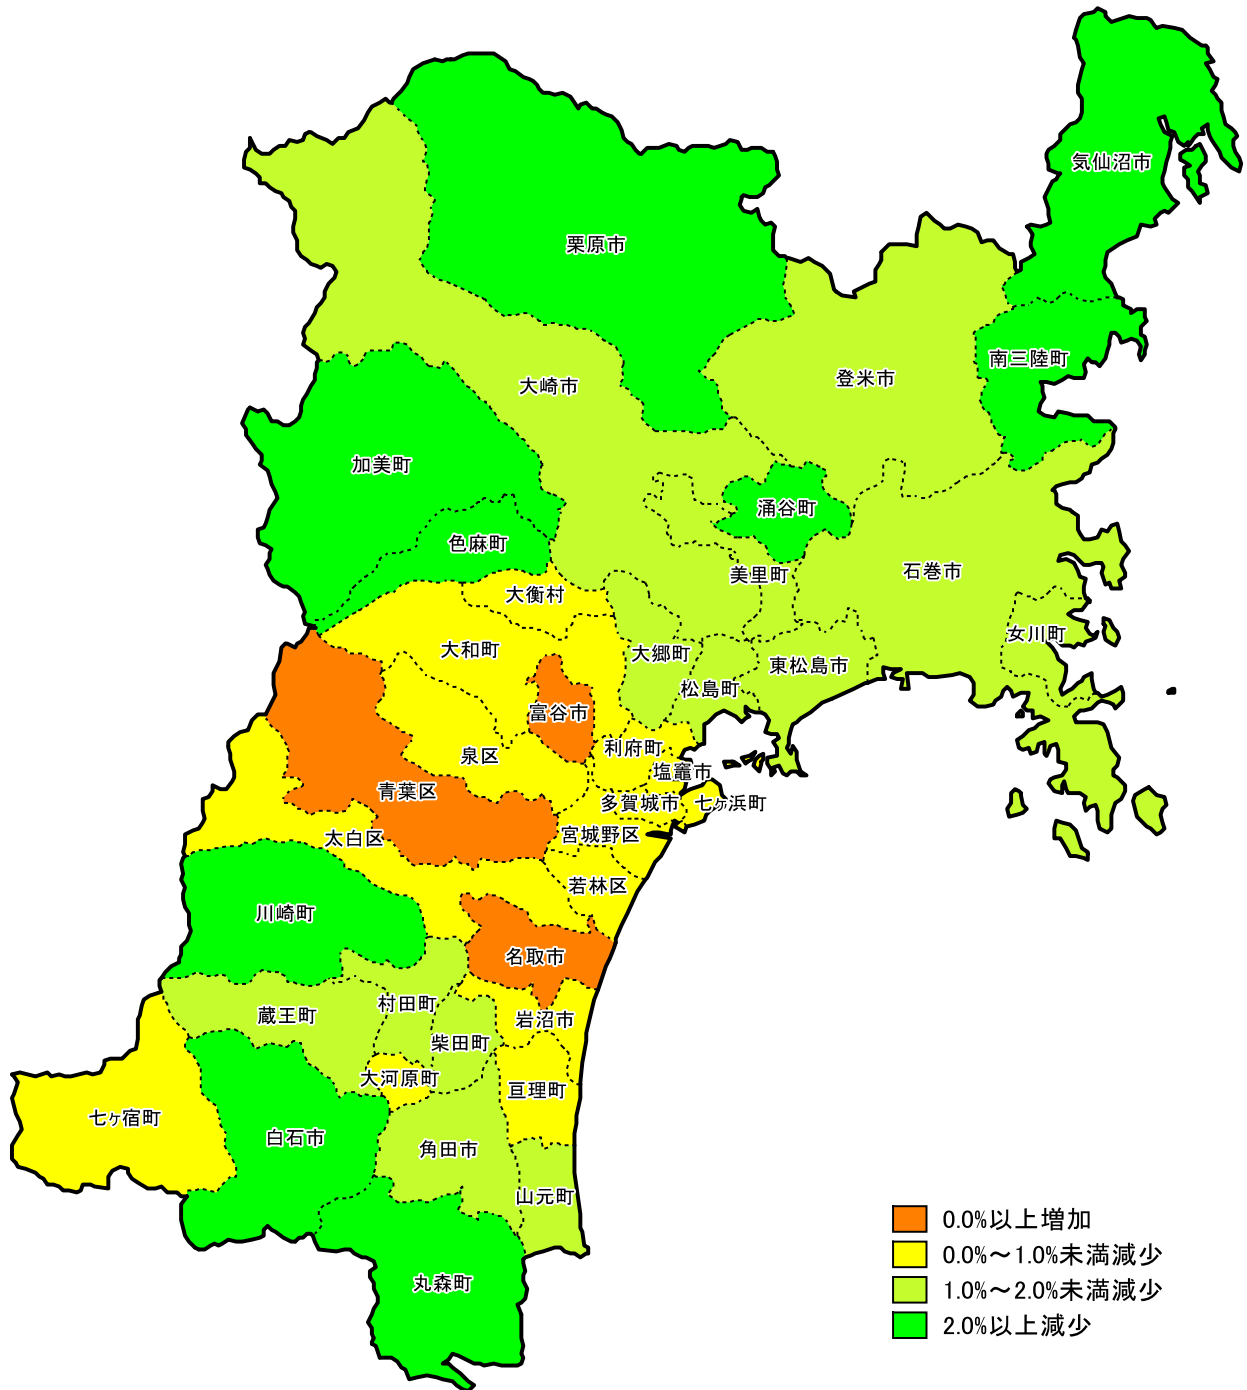 気仙沼市
栗原市
南三陸町
登米市
大崎市
加美町
涌谷町
色麻町
石巻市
美里町
大衡村
女川町
大和町
大郷町
東松島市
松島町
富谷市
利府町
泉区
塩竈市
青葉区
多賀城市
七ヶ浜町
宮城野区
太白区
若林区
川崎町
名取市
村田町
蔵王町
岩沼市
柴田町
大河原町
亘理町
七ヶ宿町
白石市
角田市
山元町
丸森町
0.0%以上増加
0.0%～1.0%未満減少
1.0%～2.0%未満減少
2.0%以上減少